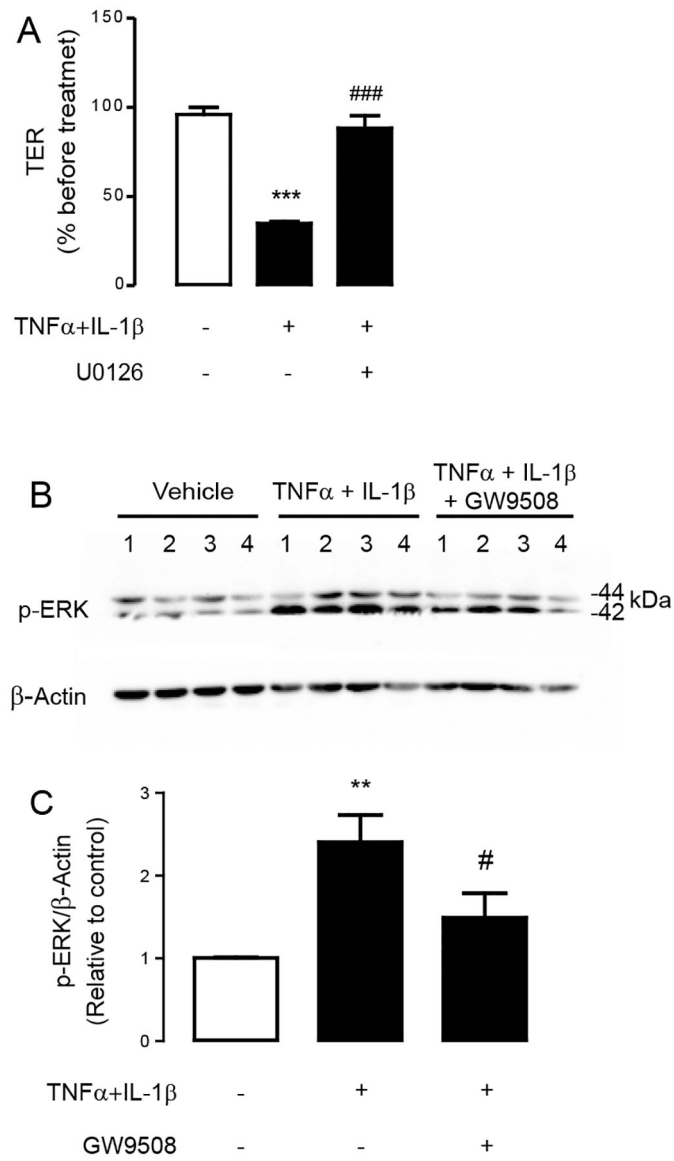 A
150
100
50
0
TER
(% before treatmet)
***
###
TNFα+IL-1β - + +
U0126 - - +
B
Vehicle TNFα + IL-1β TNFα + IL-1β
+ GW9508
1 2 3 4 1 2 3 4 1 2 3 4
p-ERK -44 kDa
-42
β-Actin
C
3
2
1
0
p-ERK/β-Actin
(Relative to control)
**
#
TNFα+IL-1β - + +
GW9508 - - +